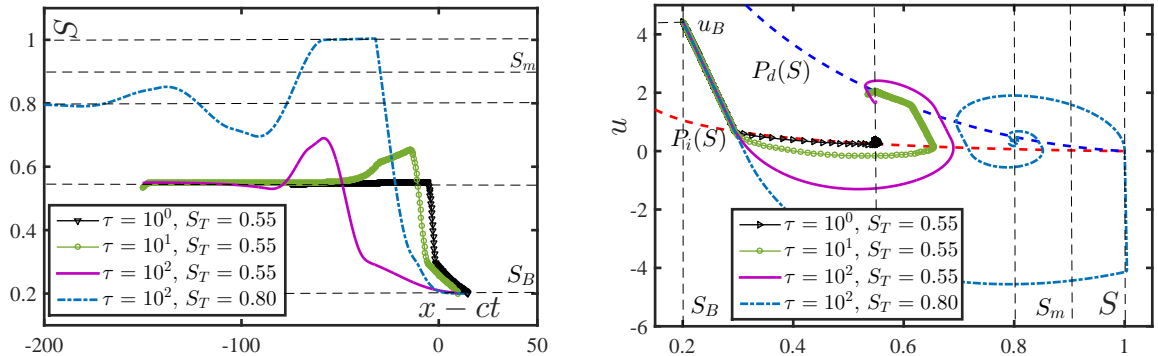 S
1
0.8
0.6
0.4
0.2
S_m
S_B
τ = 10^0, S_T = 0.55
τ = 10^1, S_T = 0.55
τ = 10^2, S_T = 0.55
τ = 10^2, S_T = 0.80
x − ct
-200
-150
-100
-50
0
50
u
4
2
0
-2
-4
-6
u_B
P_d(S)
P_i(S)
τ = 10^0, S_T = 0.55
τ = 10^1, S_T = 0.55
τ = 10^2, S_T = 0.55
τ = 10^2, S_T = 0.80
S_B
S_m
S
0.2
0.4
0.6
0.8
1